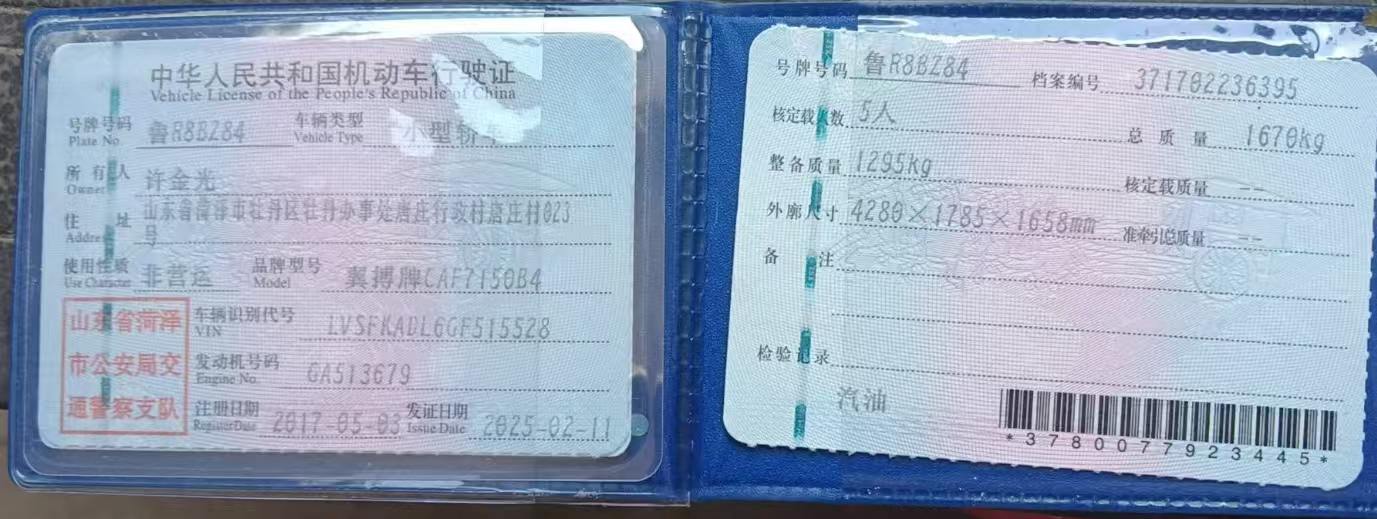 中华人民共和国机动车行驶证
Vehicle License of the People's Republic of China
号牌号码 鲁R8BZ84 车辆类型 小型轿车
Plate No. Vehicle Type
所有人 许金光
Owner
住址 山东省菏泽市牡丹区牡丹办事处唐庄行政村唐庄村023
号
Address
使用性质 非营运 品牌型号 翼搏牌CAF7150B4
Use Character Model
山东省菏泽
市公安局交
通警察支队
车辆识别代号 LVSFKADL6GF515528
VIN
发动机号码 GA513679
Engine No.
注册日期 2017-05-03 发证日期 2025-02-11
Register Date Issue Date
号牌号码 鲁R8BZ84 档案编号 371702236395
核定载人数 5人 总质量 1670kg
整备质量 1295kg 核定载质量 --
外廓尺寸 4280×1785×1658mm 准牵引总质量 --
备注
检验记录
汽油
*3780077923445*